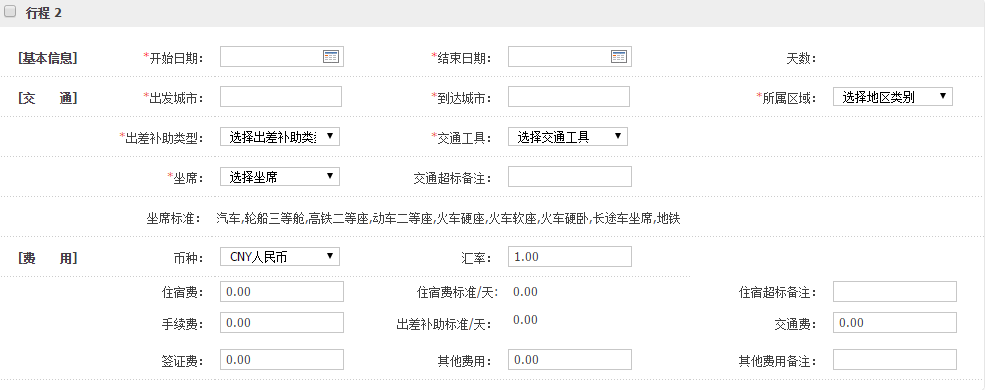 行程 2
[基本信息] *开始日期: *结束日期: 天数:
[交 通] *出发城市: *到达城市: *所属区域: 选择地区类别
*出差补助类型: 选择出差补助类 *交通工具: 选择交通工具
*坐席: 选择坐席 交通超标备注:
坐席标准: 汽车,轮船三等舱,高铁二等座,动车二等座,火车硬座,火车软座,火车硬卧,长途车坐席,地铁
[费 用] 币种: CNY人民币 汇率: 1.00
住宿费: 0.00 住宿费标准/天: 0.00 住宿超标备注:
手续费: 0.00 出差补助标准/天: 0.00 交通费: 0.00
签证费: 0.00 其他费用: 0.00 其他费用备注: